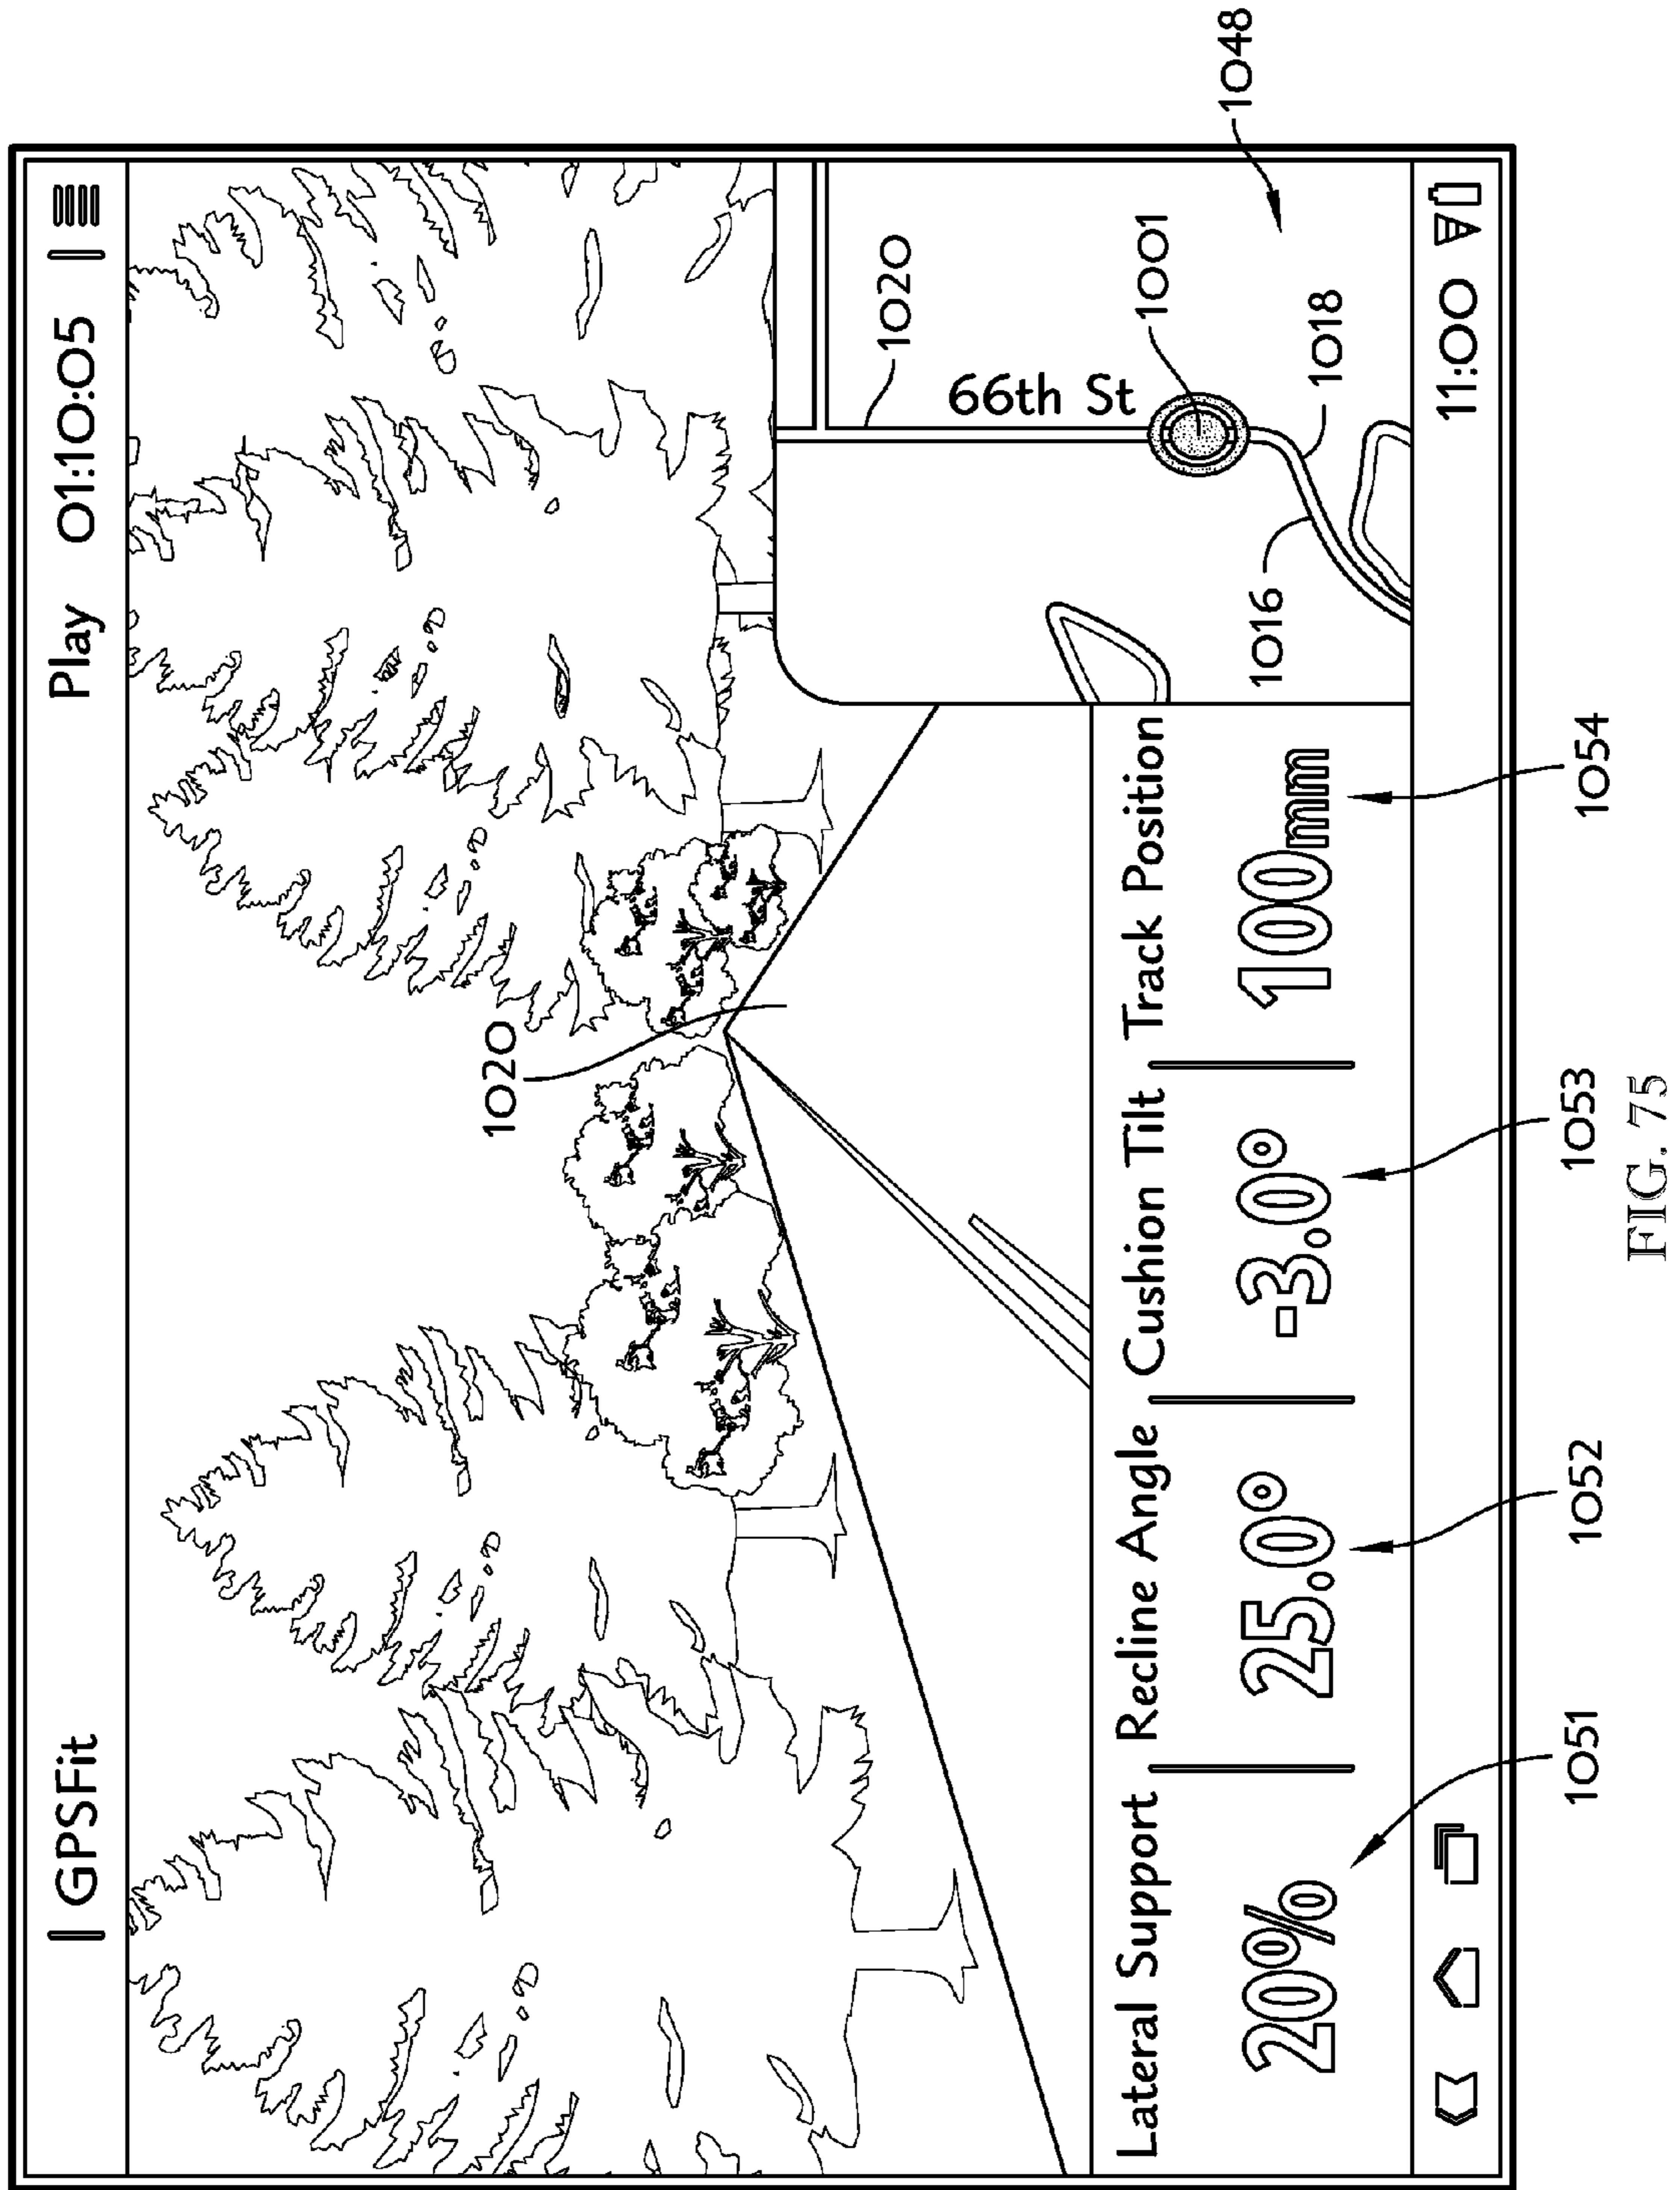 GPSFit Play 01:10:05
1020
1020
66th St
1001
1048
1016
1018
Lateral Support Recline Angle Cushion Tilt Track Position
20% 25.0° -3.0° 100mm
11:00
1051 1052 1053 1054
FIG. 75